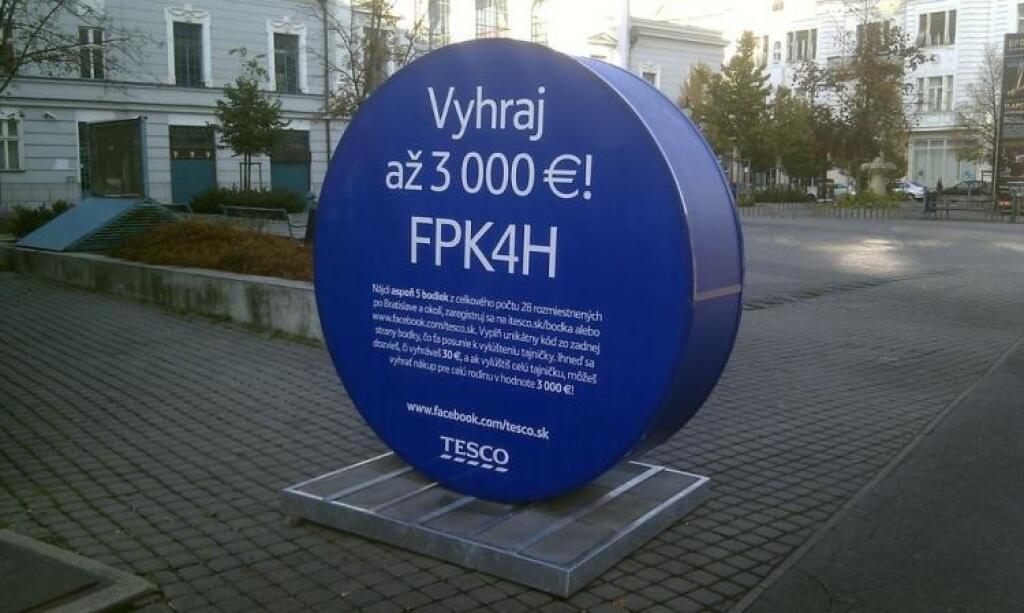 Vyhraj
až 3 000 €!
FPK4H
Nájdi aspoň 5 bodiek z celkového počtu 28 rozmiestnených
po Bratislave a okolí, zaregistruj sa na itesco.sk/bodka alebo
www.facebook.com/tesco.sk. Vyplň unikátny kód zo zadnej
strany bodky, čo ťa posunie k vylúšteniu tajničky. Ihneď sa
dozvieš, či vyhrávaš 30 €, a ak vylúštiš celú tajničku, môžeš
vyhrať nákup pre celú rodinu v hodnote 3 000 €!
www.facebook.com/tesco.sk
TESCO